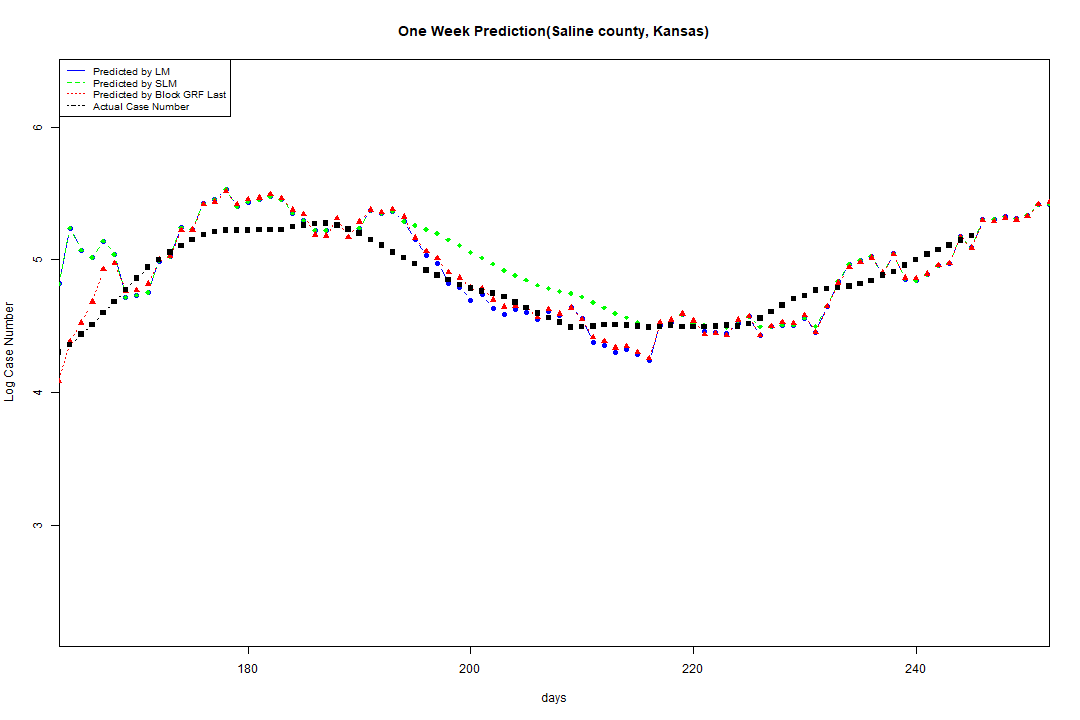 One Week Prediction(Saline county, Kansas)
Predicted by LM
Predicted by SLM
Predicted by Block GRF Last
Actual Case Number
6
5
4
3
Log Case Number
180 200 220 240
days